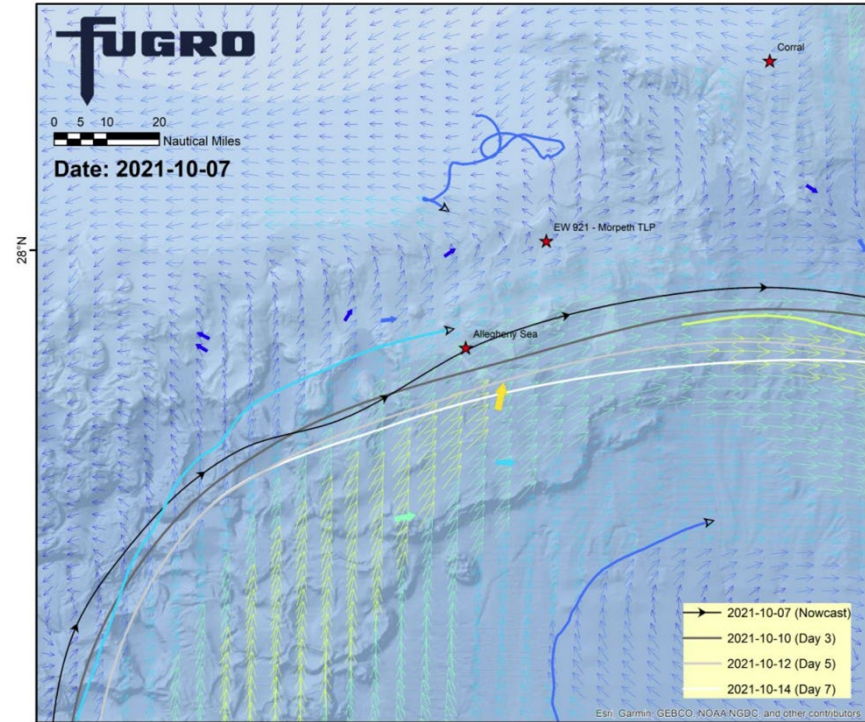 FUGRO
0 5 10 20
Nautical Miles
Date: 2021-10-07
Corral
EW 921 - Morpeth TLP
28°N
Allegheny Sea
2021-10-07 (Nowcast)
2021-10-10 (Day 3)
2021-10-12 (Day 5)
2021-10-14 (Day 7)
Esri, Garmin, GEBCO, NOAA NGDC, and other contributors